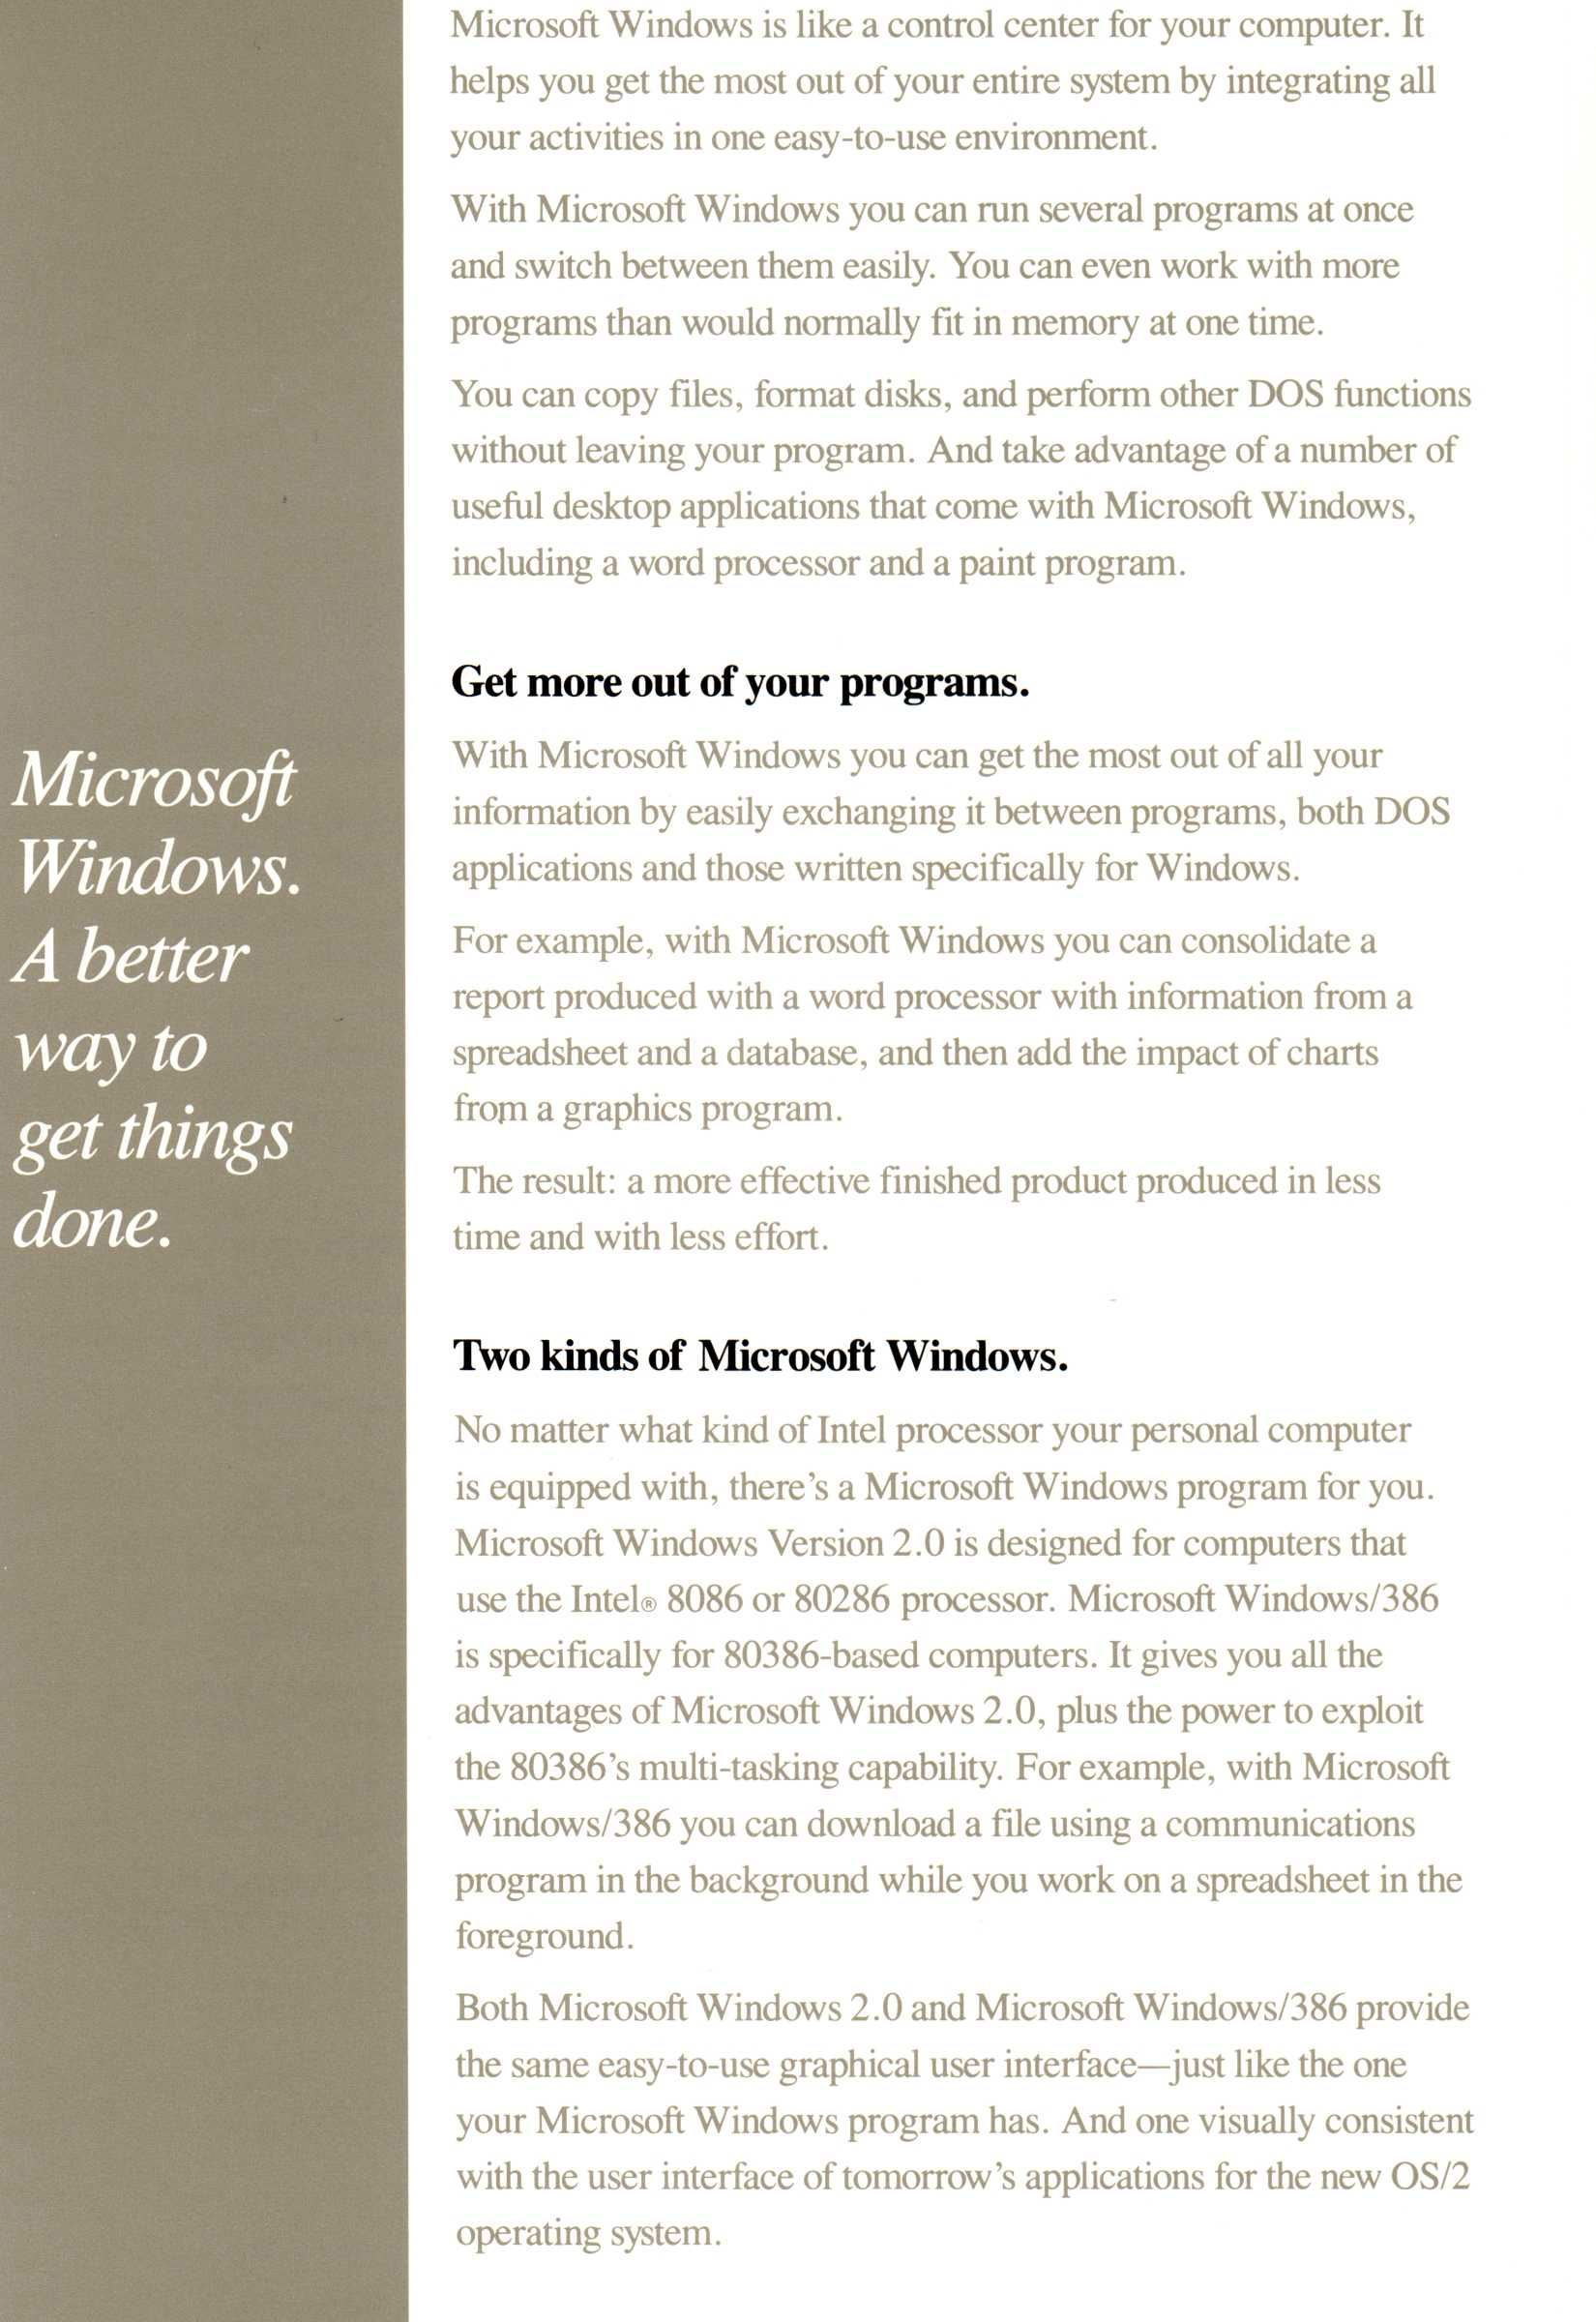 Microsoft
Windows.
A better
way to
get things
done.
Microsoft Windows is like a control center for your computer. It
helps you get the most out of your entire system by integrating all
your activities in one easy-to-use environment.
With Microsoft Windows you can run several programs at once
and switch between them easily. You can even work with more
programs than would normally fit in memory at one time.
You can copy files, format disks, and perform other DOS functions
without leaving your program. And take advantage of a number of
useful desktop applications that come with Microsoft Windows,
including a word processor and a paint program.
Get more out of your programs.
With Microsoft Windows you can get the most out of all your
information by easily exchanging it between programs, both DOS
applications and those written specifically for Windows.
For example, with Microsoft Windows you can consolidate a
report produced with a word processor with information from a
spreadsheet and a database, and then add the impact of charts
from a graphics program.
The result: a more effective finished product produced in less
time and with less effort.
Two kinds of Microsoft Windows.
No matter what kind of Intel processor your personal computer
is equipped with, there's a Microsoft Windows program for you.
Microsoft Windows Version 2.0 is designed for computers that
use the Intel® 8086 or 80286 processor. Microsoft Windows/386
is specifically for 80386-based computers. It gives you all the
advantages of Microsoft Windows 2.0, plus the power to exploit
the 80386's multi-tasking capability. For example, with Microsoft
Windows/386 you can download a file using a communications
program in the background while you work on a spreadsheet in the
foreground.
Both Microsoft Windows 2.0 and Microsoft Windows/386 provide
the same easy-to-use graphical user interface—just like the one
your Microsoft Windows program has. And one visually consistent
with the user interface of tomorrow's applications for the new OS/2
operating system.